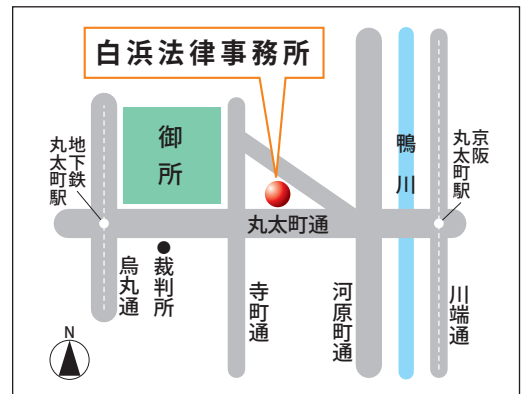 白浜法律事務所
御所
鴨川
地下鉄
丸太町駅
京阪
丸太町駅
丸太町通
烏丸通
裁判所
寺町通
河原町通
川端通
N